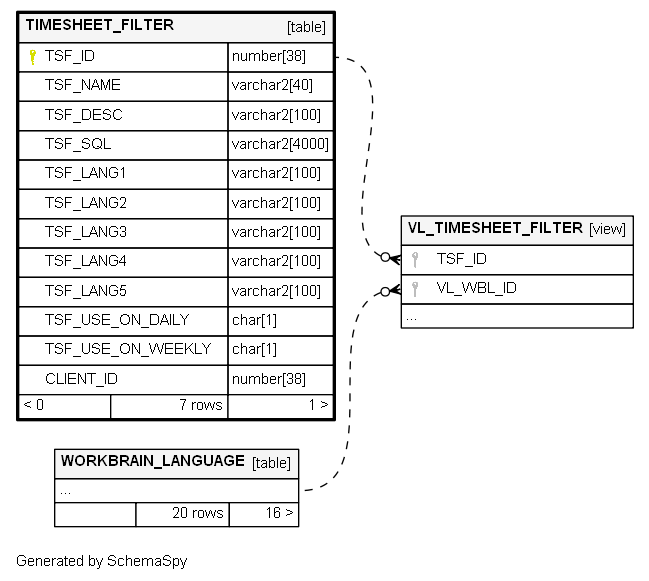 TIMESHEET_FILTER [table]
TSF_ID number[38]
TSF_NAME varchar2[40]
TSF_DESC varchar2[100]
TSF_SQL varchar2[4000]
TSF_LANG1 varchar2[100]
TSF_LANG2 varchar2[100]
TSF_LANG3 varchar2[100]
TSF_LANG4 varchar2[100]
TSF_LANG5 varchar2[100]
TSF_USE_ON_DAILY char[1]
TSF_USE_ON_WEEKLY char[1]
CLIENT_ID number[38]
< 0 7 rows 1 >
VL_TIMESHEET_FILTER [view]
TSF_ID
VL_WBL_ID
...
WORKBRAIN_LANGUAGE [table]
...
20 rows 16 >
Generated by SchemaSpy